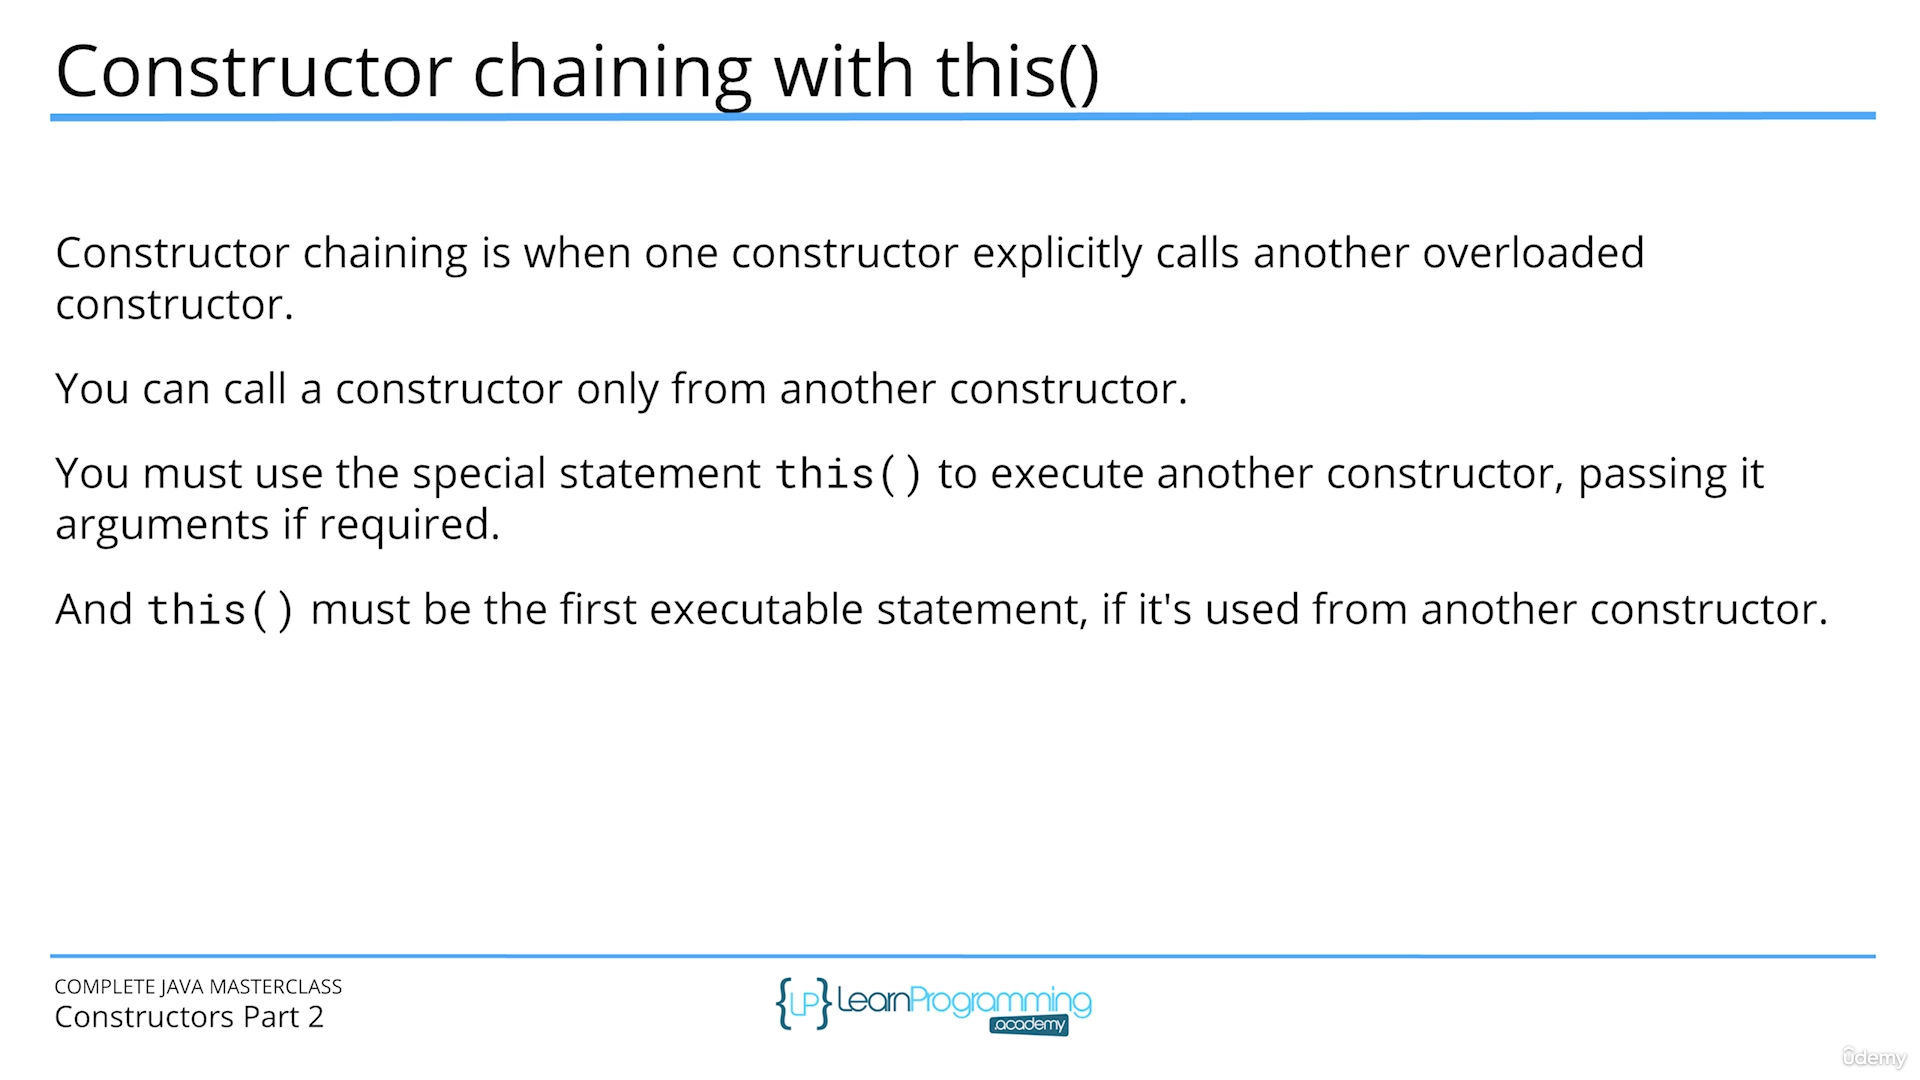 Constructor chaining with this()
Constructor chaining is when one constructor explicitly calls another overloaded
constructor.
You can call a constructor only from another constructor.
You must use the special statement this() to execute another constructor, passing it
arguments if required.
And this() must be the first executable statement, if it's used from another constructor.
COMPLETE JAVA MASTERCLASS
Constructors Part 2
{LP} LearnProgramming
.academy
ûdemy